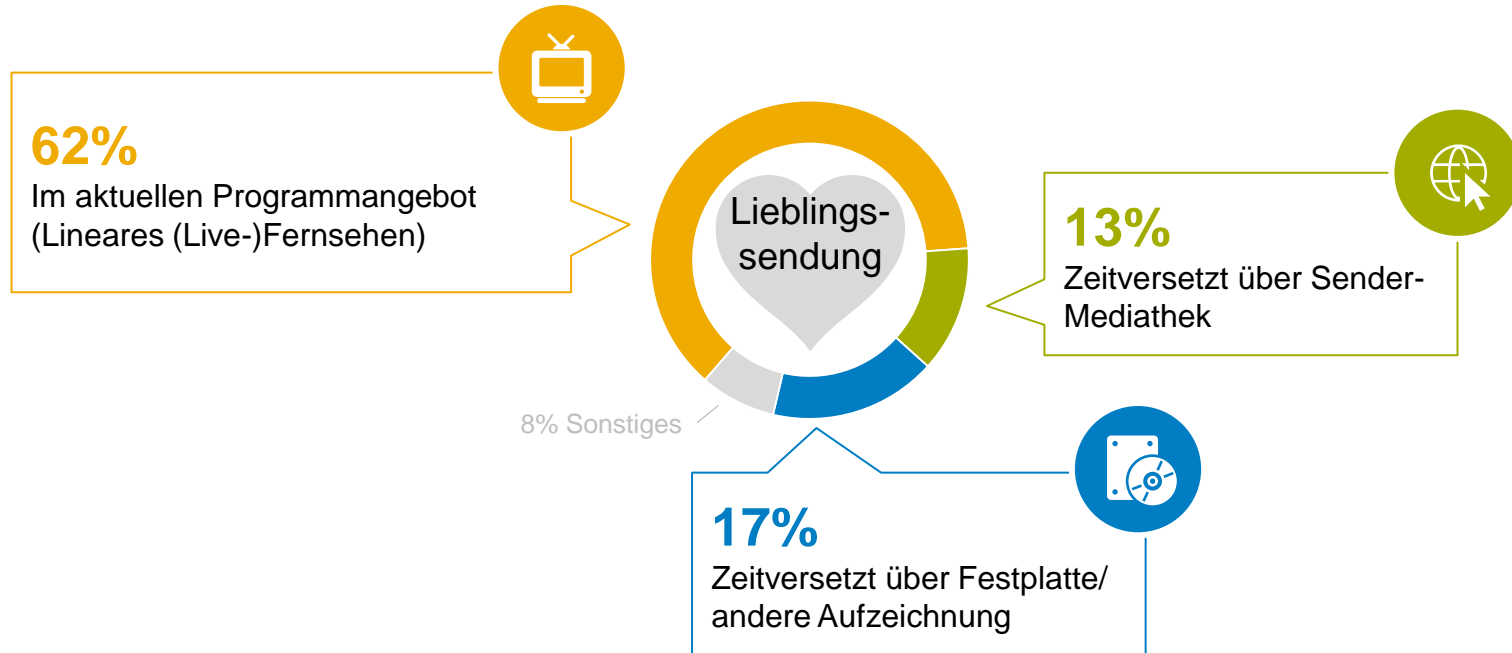 62%
Im aktuellen Programmangebot
(Lineares (Live-)Fernsehen)
Lieblings-
sendung
13%
Zeitversetzt über Sender-
Mediathek
8% Sonstiges
17%
Zeitversetzt über Festplatte/
andere Aufzeichnung